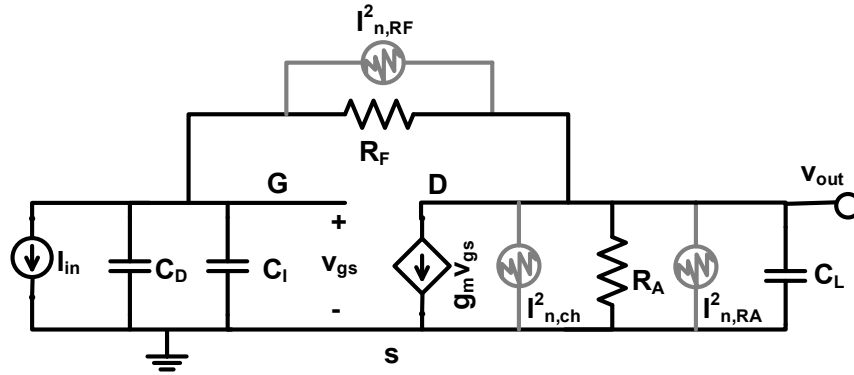 I²n,RF
RF
G
D
vout
+
Iin
CD
CI
vgs
gmvgs
I²n,ch
RA
I²n,RA
CL
-
s